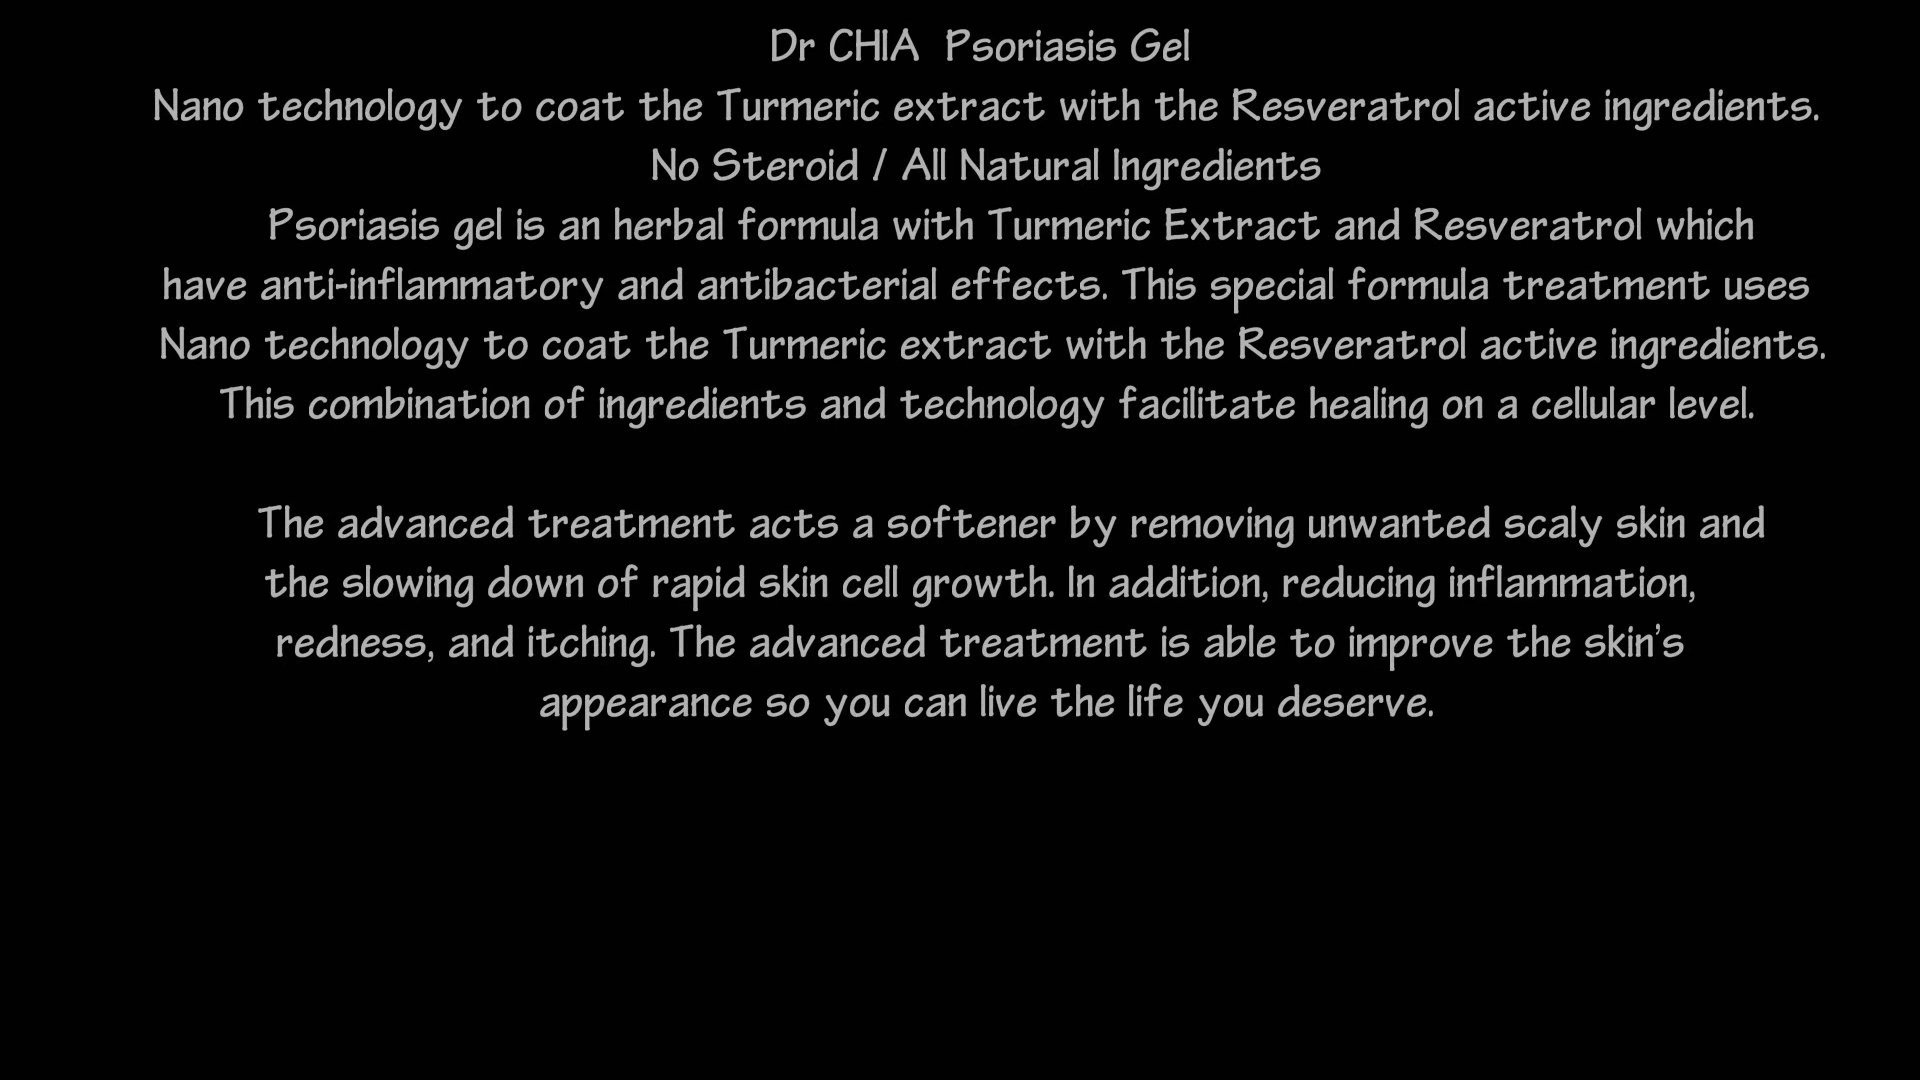 Dr CHIA  Psoriasis Gel
Nano technology to coat the Turmeric extract with the Resveratrol active ingredients.
No Steroid / All Natural Ingredients
Psoriasis gel is an herbal formula with Turmeric Extract and Resveratrol which
have anti-inflammatory and antibacterial effects. This special formula treatment uses
Nano technology to coat the Turmeric extract with the Resveratrol active ingredients.
This combination of ingredients and technology facilitate healing on a cellular level.
The advanced treatment acts a softener by removing unwanted scaly skin and
the slowing down of rapid skin cell growth. In addition, reducing inflammation,
redness, and itching. The advanced treatment is able to improve the skin’s
appearance so you can live the life you deserve.